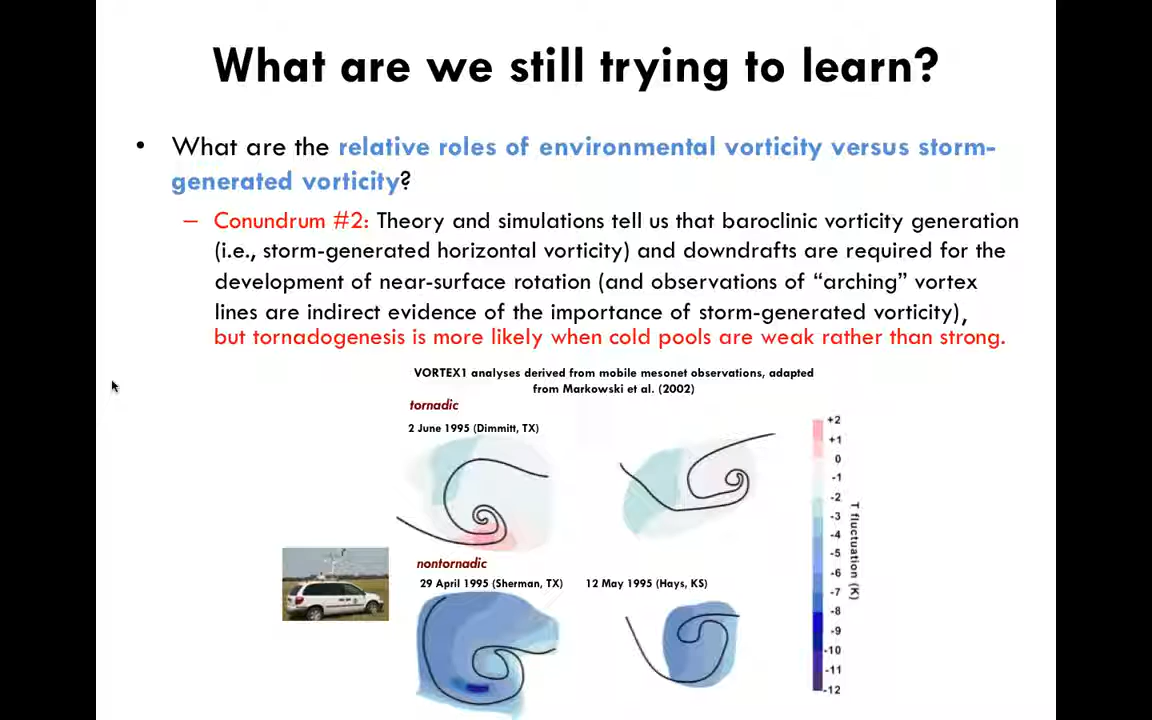 What are we still trying to learn?
• What are the relative roles of environmental vorticity versus storm-
generated vorticity?
– Conundrum #2: Theory and simulations tell us that baroclinic vorticity generation
(i.e., storm-generated horizontal vorticity) and downdrafts are required for the
development of near-surface rotation (and observations of “arching” vortex
lines are indirect evidence of the importance of storm-generated vorticity),
but tornadogenesis is more likely when cold pools are weak rather than strong.
VORTEX1 analyses derived from mobile mesonet observations, adapted
from Markowski et al. (2002)
tornadic
2 June 1995 (Dimmitt, TX)
nontornadic
29 April 1995 (Sherman, TX)
12 May 1995 (Hays, KS)
+2
+1
0
-1
-2
-3
-4
-5
-6
-7
-8
-9
-10
-11
-12
T fluctuation (K)